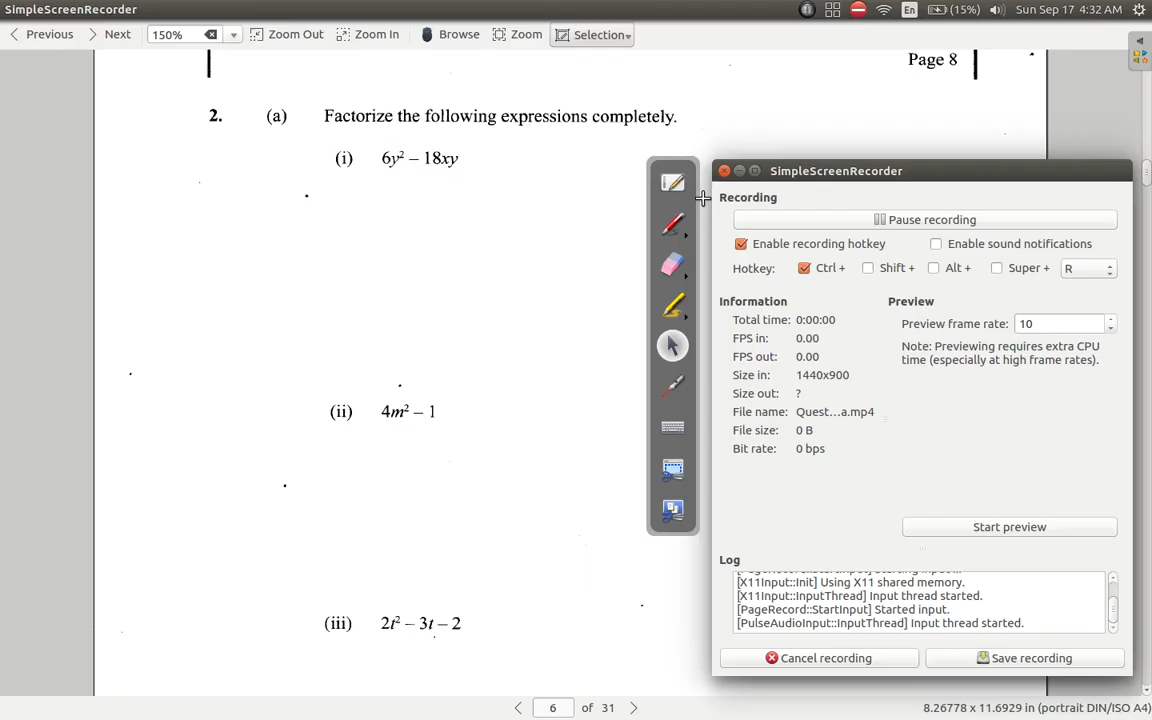 SimpleScreenRecorder
En
(15%)
Sun Sep 17 4:32 AM
Previous
Next
150%
Zoom Out
Zoom In
Browse
Zoom
Selection
Page 8
2. (a) Factorize the following expressions completely.
(i) 6y² – 18xy
(ii) 4m² – 1
(iii) 2t² – 3t – 2
SimpleScreenRecorder
Recording
Pause recording
Enable recording hotkey
Enable sound notifications
Hotkey: Ctrl + Shift + Alt + Super + R
Information
Total time: 0:00:00
FPS in: 0.00
FPS out: 0.00
Size in: 1440x900
Size out: ?
File name: Quest...a.mp4
File size: 0 B
Bit rate: 0 bps
Preview
Preview frame rate: 10
Note: Previewing requires extra CPU
time (especially at high frame rates).
Start preview
Log
[X11Input::Init] Using X11 shared memory.
[X11Input::InputThread] Input thread started.
[PageRecord::StartInput] Started input.
[PulseAudioInput::InputThread] Input thread started.
Cancel recording
Save recording
6 of 31
8.26778 x 11.6929 in (portrait DIN/ISO A4)